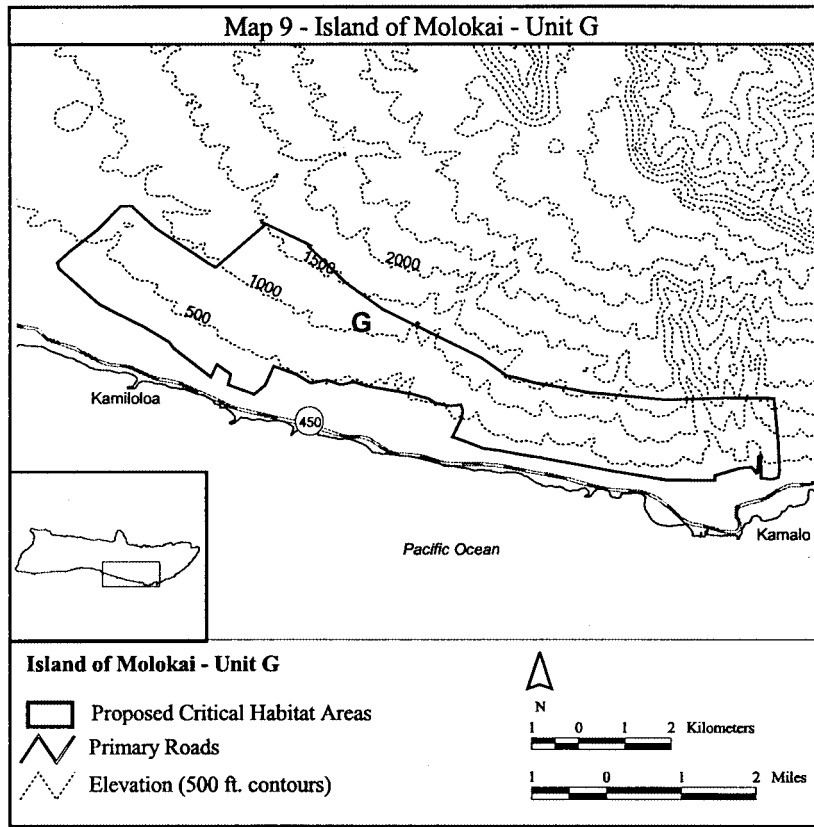 Map 9 - Island of Molokai - Unit G
2000
1500
1000
500
G
Kamiloloa
450
Kamalo
Pacific Ocean
Island of Molokai - Unit G
Proposed Critical Habitat Areas
Primary Roads
Elevation (500 ft. contours)
N
1 0 1 2 Kilometers
1 0 1 2 Miles